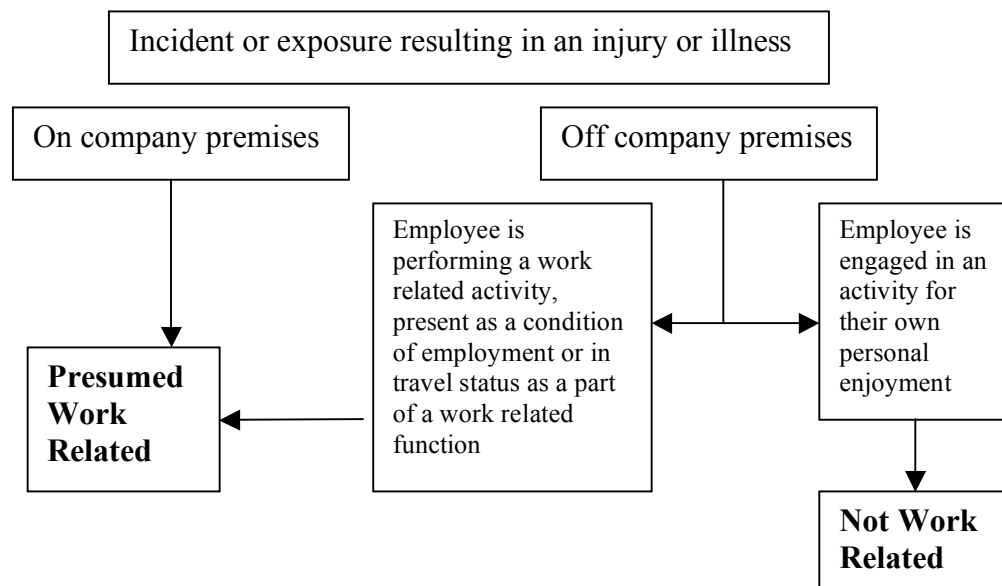 Incident or exposure resulting in an injury or illness
On company premises
Off company premises
Employee is
performing a work
related activity,
present as a condition
of employment or in
travel status as a part
of a work related
function
Employee is
engaged in an
activity for
their own
personal
enjoyment
Presumed
Work
Related
Not Work
Related